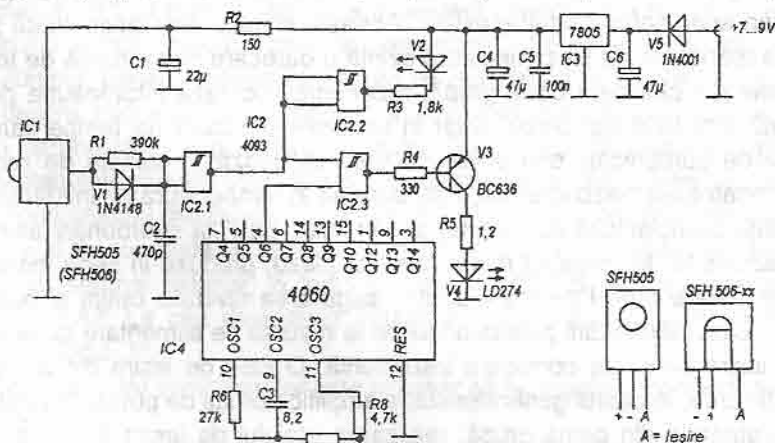 R2
150
C1
22µ
V2
R3
1,8k
C4
47µ
C5
100n
7805
IC3
C6
47µ
V5
1N4001
+7...9V
IC1
R1
390k
V1
1N4148
IC2.1
IC2
4093
IC2.2
IC2.3
R4
330
V3
BC636
R5
1,2
V4
LD274
SFH505
(SFH506)
C2
470p
7 5 4 6 14 13 15 1 2 3
Q4 Q5 Q6 Q7 Q8 Q9 Q10 Q12 Q13 Q14
4060
IC4
OSC1 OSC2 OSC3 RES
10 9 11 12
R6
27k
C3
8,2
R8
4,7k
SFH505
SFH 506-xx
A
A
A = Iesire